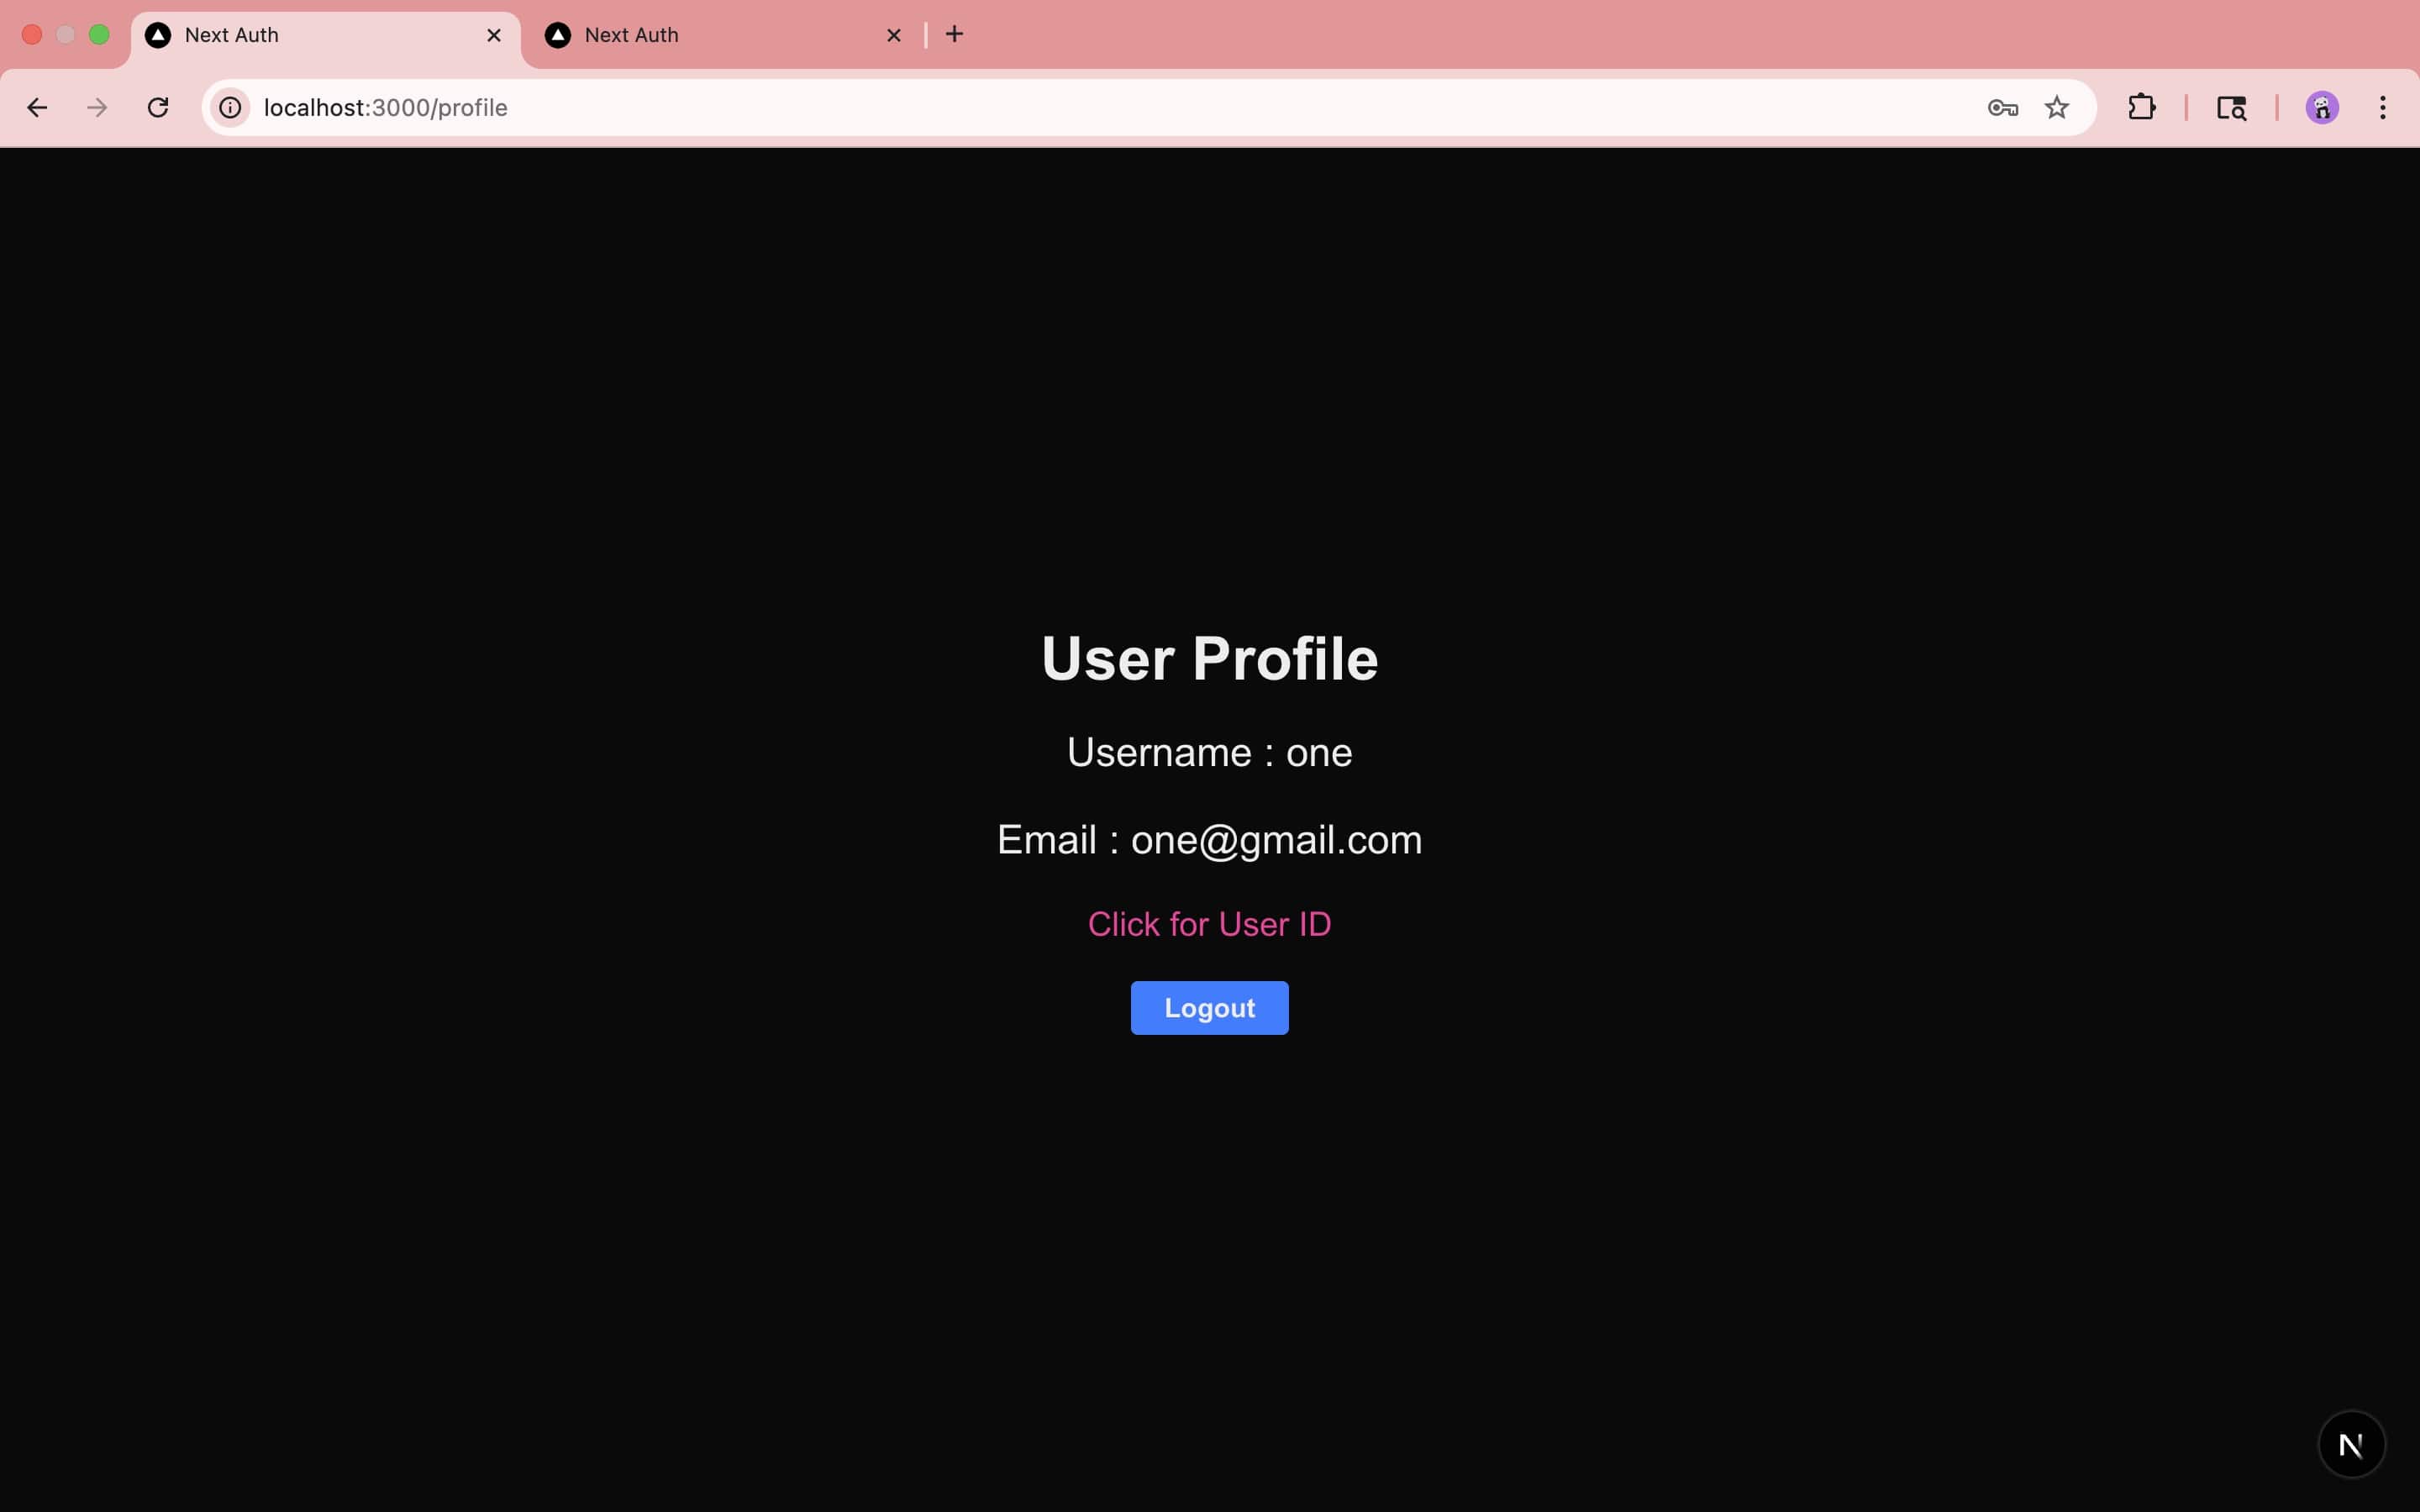 Next Auth
Next Auth
localhost:3000/profile
User Profile
Username : one
Email : one@gmail.com
Click for User ID
Logout
N